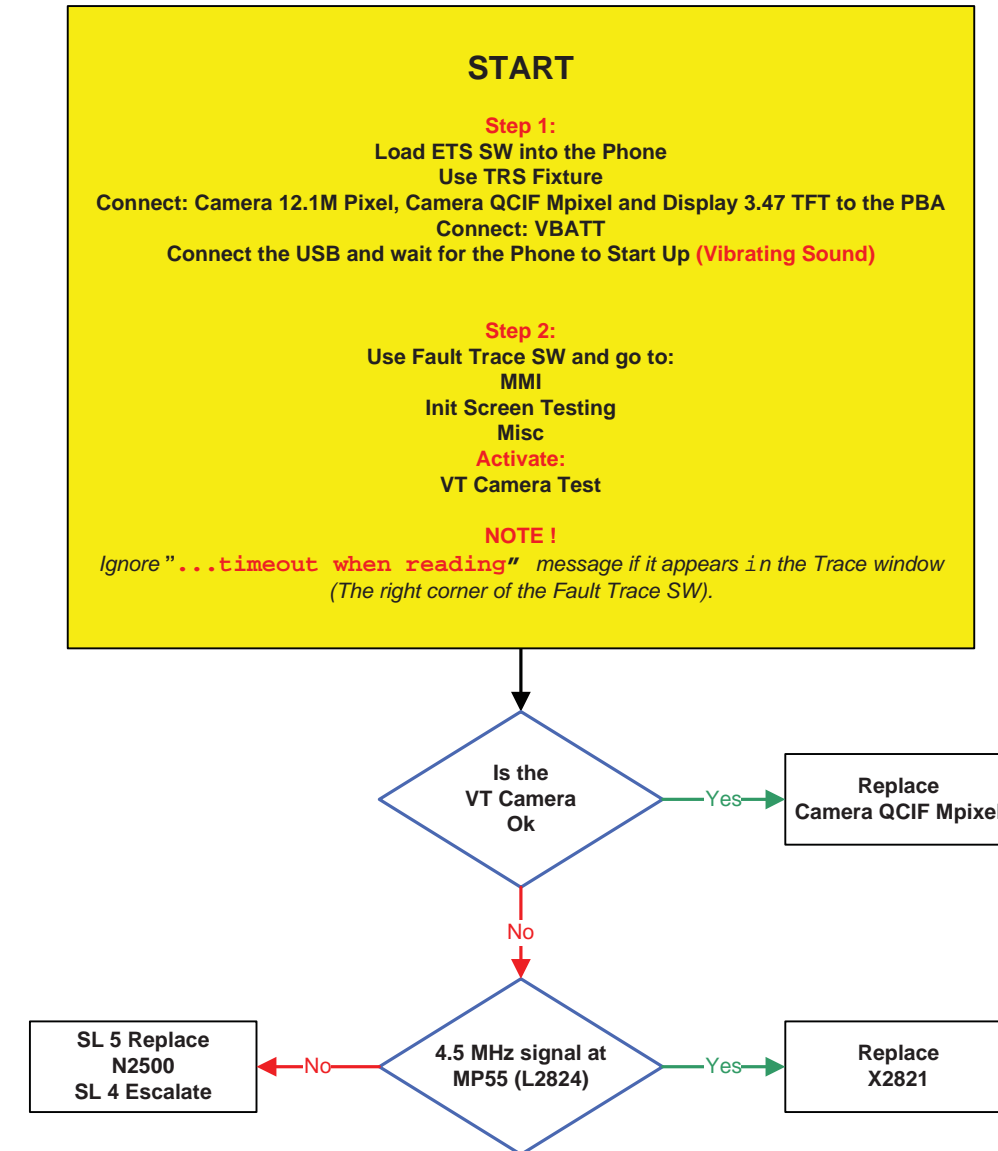 START
Step 1:
Load ETS SW into the Phone
Use TRS Fixture
Connect: Camera 12.1M Pixel, Camera QCIF Mpixel and Display 3.47 TFT to the PBA
Connect: VBATT
Connect the USB and wait for the Phone to Start Up (Vibrating Sound)
Step 2:
Use Fault Trace SW and go to:
MMI
Init Screen Testing
Misc
Activate:
VT Camera Test
NOTE !
Ignore "...timeout when reading" message if it appears in the Trace window
(The right corner of the Fault Trace SW).
Is the
VT Camera
Ok
Yes
Replace
Camera QCIF Mpixel
No
SL 5 Replace
N2500
SL 4 Escalate
No
4.5 MHz signal at
MP55 (L2824)
Yes
Replace
X2821